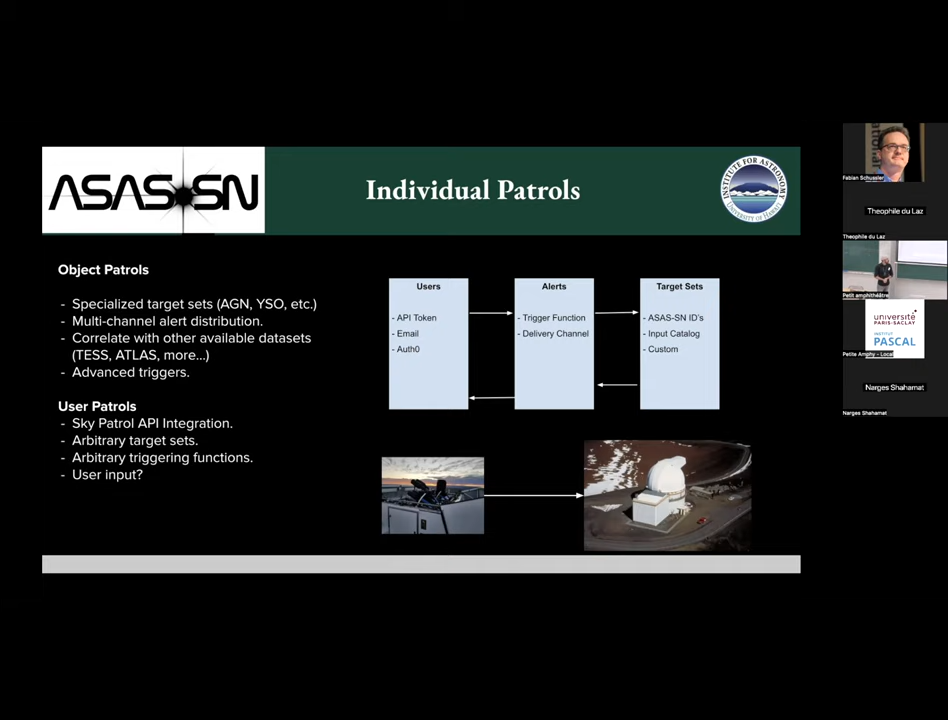 ASAS-SN
Individual Patrols
INSTITUTE FOR ASTRONOMY
UNIVERSITY OF HAWAI'I
Object Patrols
- Specialized target sets (AGN, YSO, etc.)
- Multi-channel alert distribution.
- Correlate with other available datasets
(TESS, ATLAS, more...)
- Advanced triggers.
User Patrols
- Sky Patrol API Integration.
- Arbitrary target sets.
- Arbitrary triggering functions.
- User input?
Users
- API Token
- Email
- Auth0
Alerts
- Trigger Function
- Delivery Channel
Target Sets
- ASAS-SN ID's
- Input Catalog
- Custom
Fabian Schussler
Theophile du Laz
Theophile du Laz
Petit amphithéâtre
université
PARIS-SACLAY
INSTITUT
PASCAL
Petite Amphy - Local
Narges Shahamat
Narges Shahamat